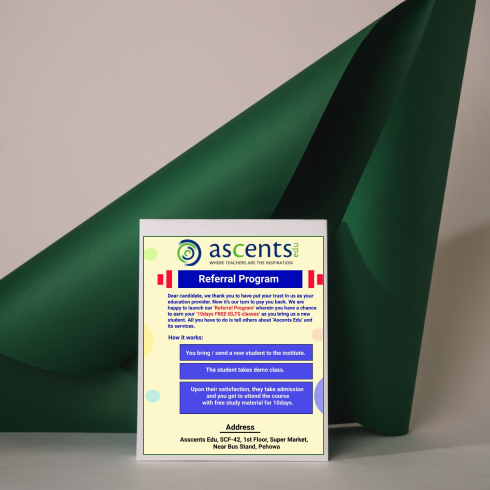 ascents edu
WHERE TEACHERS ARE THE INSPIRATION
Referral Program
Dear candidate, we thank you to have put your trust in us as your
education provider. Now it's our turn to pay you back. We are
happy to launch our 'Referral Program' wherein you have a chance
to earn your '10days FREE IELTS classes' as you bring us a new
student. All you have to do is tell others about 'Ascents Edu' and
its services.
How it works:
You bring / send a new student to the institute.
The student takes demo class.
Upon their satisfaction, they take admission
and you get to attend the course
with free study material for 10days.
Address
Asscents Edu, SCF-42, 1st Floor, Super Market,
Near Bus Stand, Pehowa